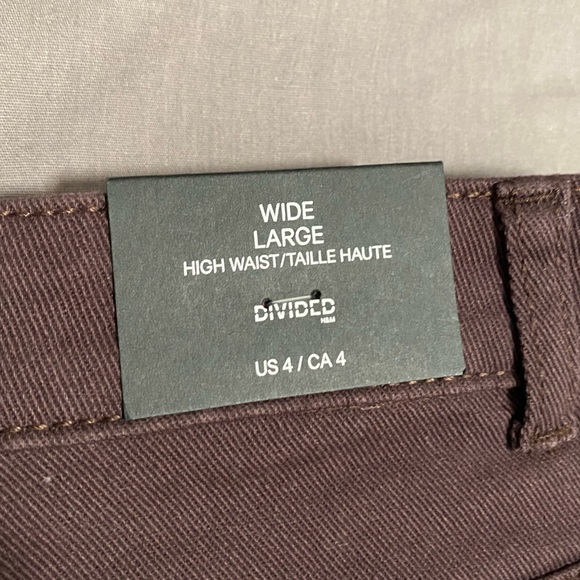 WIDE
LARGE
HIGH WAIST/TAILLE HAUTE
DIVIDED
H&M
US 4 / CA 4